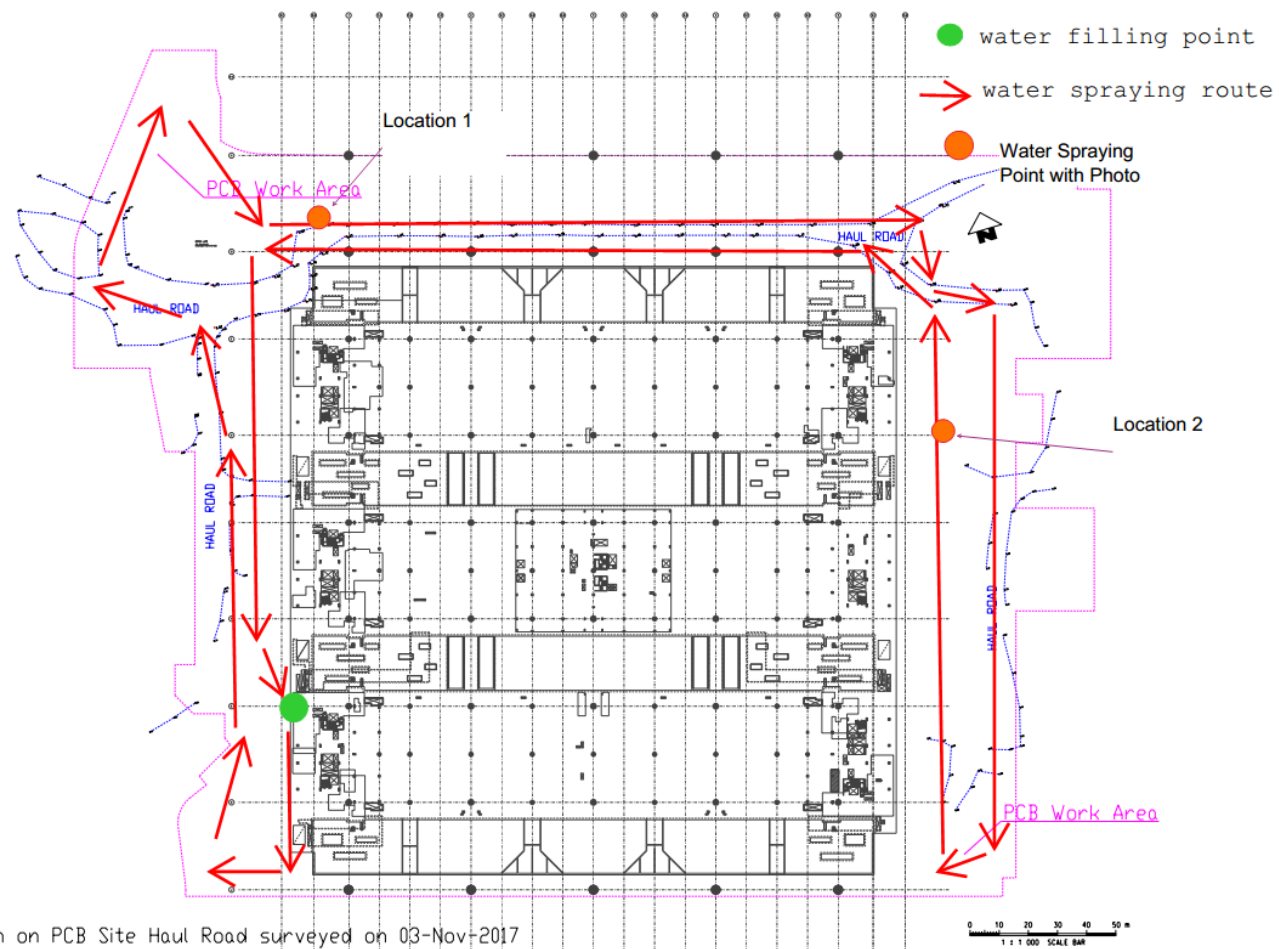 water filling point
water spraying route
Location 1
Water Spraying
Point with Photo
PCB Work Area
HAUL ROAD
HAUL ROAD
Location 2
HAUL ROAD
HAUL ROAD
PCB Work Area
on PCB Site Haul Road surveyed on 03-Nov-2017
0 10 20 30 40 50 m
1 : 1 000 SCALE BAR